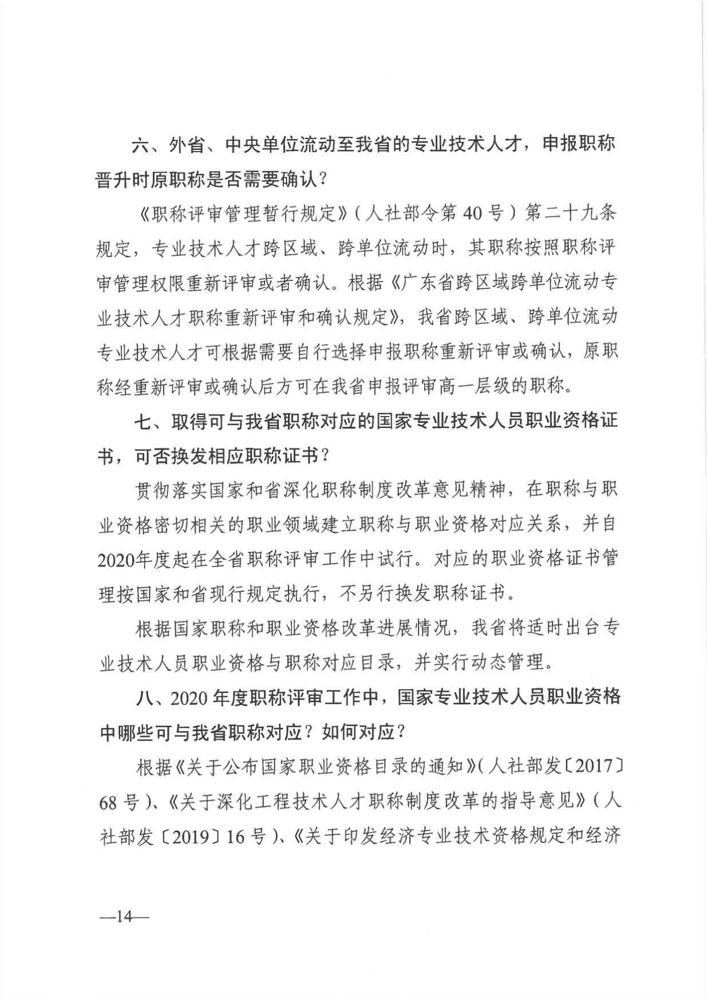 六、外省、中央单位流动至我省的专业技术人才，申报职称
晋升时原职称是否需要确认？
《职称评审管理暂行规定》（人社部令第 40 号）第二十九条
规定，专业技术人才跨区域、跨单位流动时，其职称按照职称评
审管理权限重新评审或者确认。根据《广东省跨区域跨单位流动专
业技术人才职称重新评审和确认规定》，我省跨区域、跨单位流动
专业技术人才可根据需要自行选择申报职称重新评审或确认，原职
称经重新评审或确认后方可在我省申报评审高一层级的职称。
七、取得可与我省职称对应的国家专业技术人员职业资格证
书，可否换发相应职称证书？
贯彻落实国家和省深化职称制度改革意见精神，在职称与职
业资格密切相关的职业领域建立职称与职业资格对应关系，并自
2020年度起在全省职称评审工作中试行。对应的职业资格证书管
理按国家和省现行规定执行，不另行换发职称证书。
根据国家职称和职业资格改革进展情况，我省将适时出台专
业技术人员职业资格与职称对应目录，并实行动态管理。
八、2020 年度职称评审工作中，国家专业技术人员职业资格
中哪些可与我省职称对应？如何对应？
根据《关于公布国家职业资格目录的通知》（人社部发〔2017〕
68 号）、《关于深化工程技术人才职称制度改革的指导意见》（人
社部发〔2019〕16 号）、《关于印发经济专业技术资格规定和经济
—14—